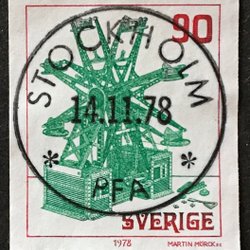 90
STOCKHOLM
14.11.78
* PFA *
SVERIGE
1978
MARTIN MÖRCK SC